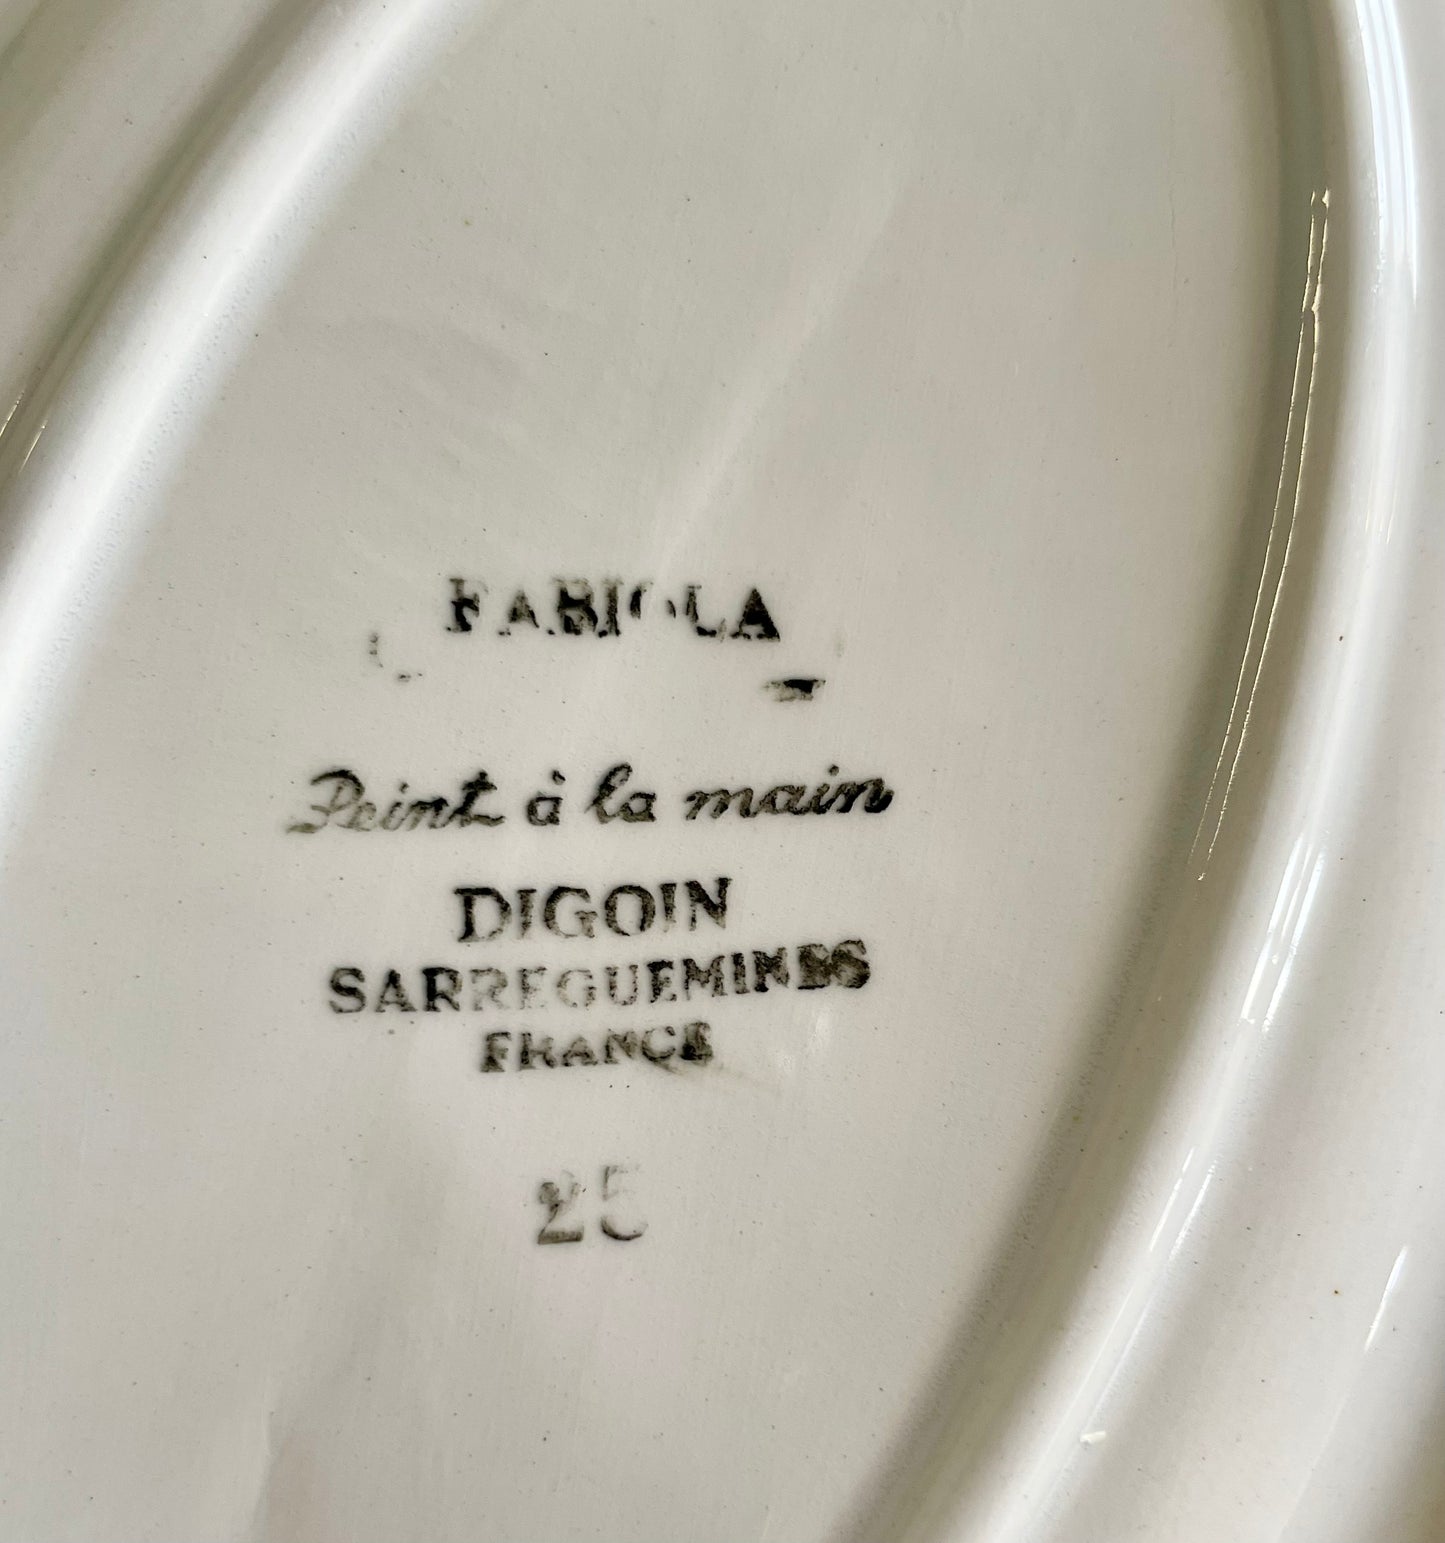 FABIOLA
Peint à la main
DIGOIN
SARREGUEMINES
FRANCE
25